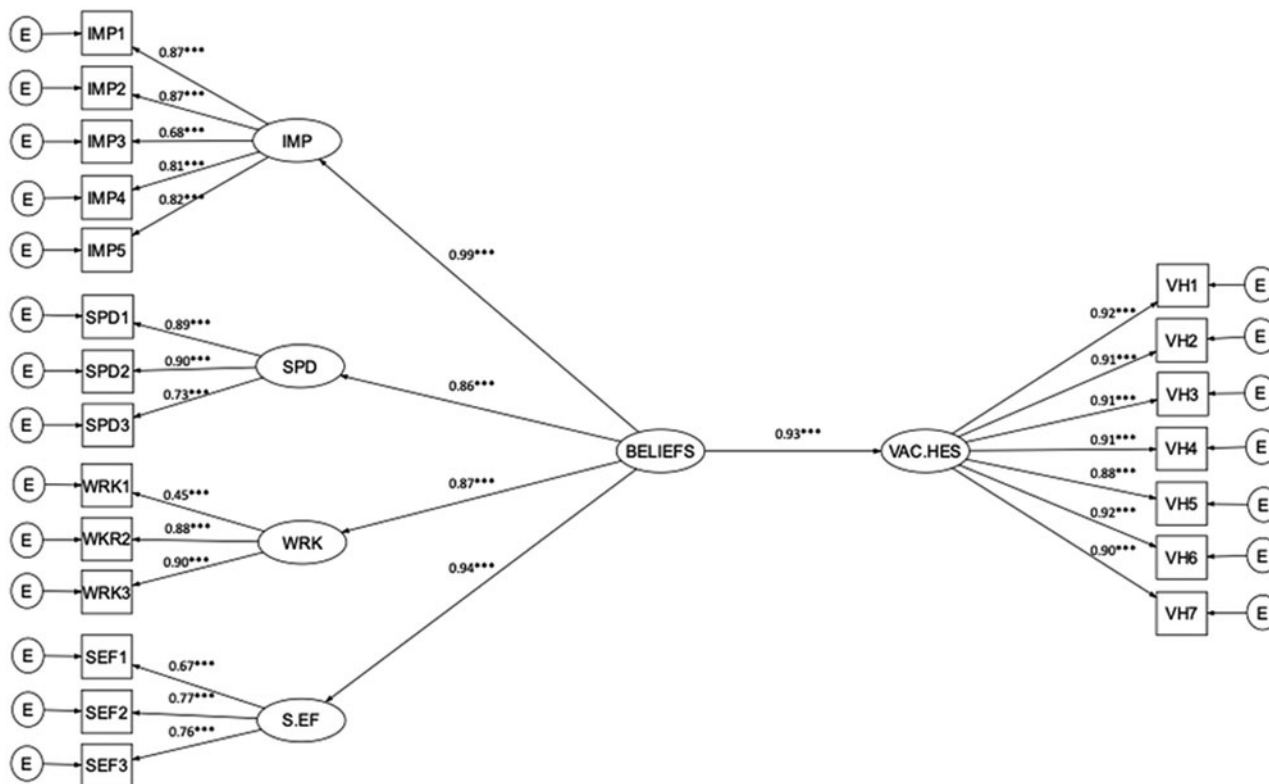 E IMP1
0.87***
E IMP2
0.87***
E IMP3
0.68***
IMP
E IMP4
0.81***
E IMP5
0.82***
0.99***
E SPD1
0.89***
E SPD2
0.90***
SPD
E SPD3
0.73***
0.86***
BELIEFS
0.93***
VAC.HES
E WRK1
0.45***
E WKR2
0.88***
WRK
E WRK3
0.90***
0.87***
E SEF1
0.67***
E SEF2
0.77***
S.EF
E SEF3
0.76***
0.94***
0.92***
VH1 E
0.91***
VH2 E
0.91***
VH3 E
0.91***
VH4 E
0.88***
VH5 E
0.92***
VH6 E
0.90***
VH7 E